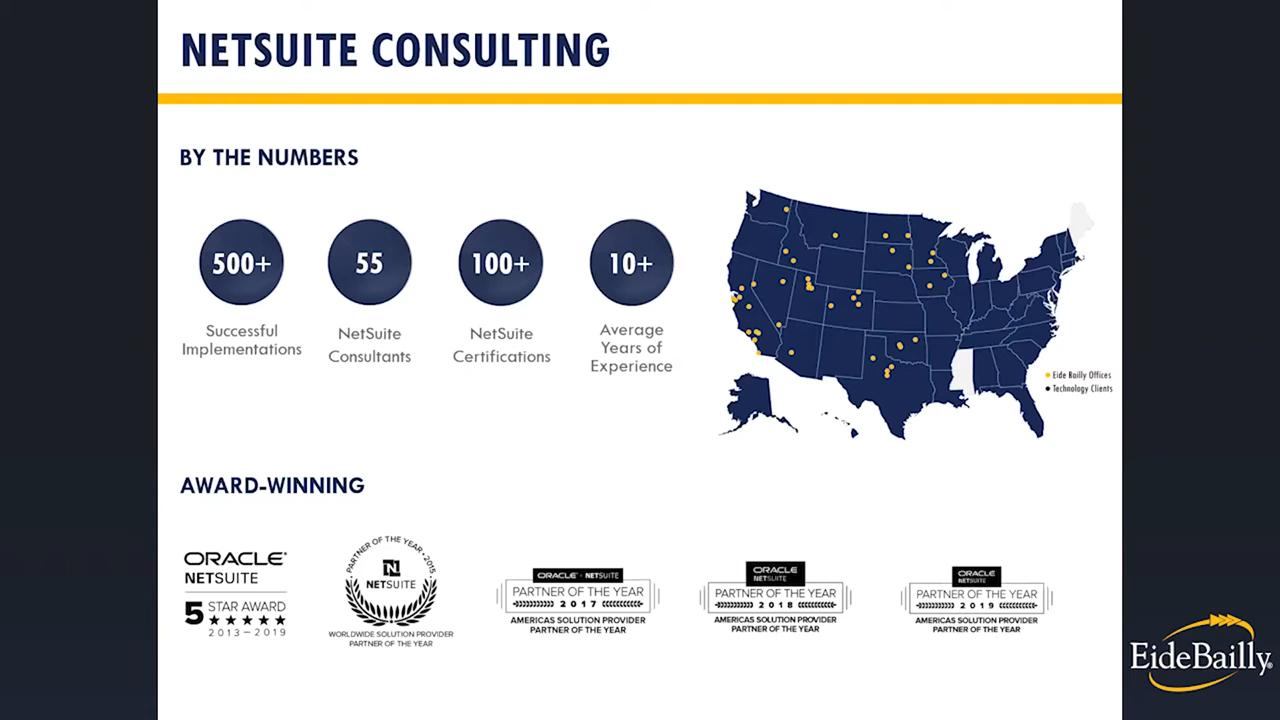 NETSUITE CONSULTING
BY THE NUMBERS
500+
Successful
Implementations
55
NetSuite
Consultants
100+
NetSuite
Certifications
10+
Average
Years of
Experience
Eide Bailly Offices
Technology Clients
AWARD-WINNING
ORACLE®
NETSUITE
5 STAR AWARD
2013–2019
PARTNER OF THE YEAR • 2015
N
NETSUITE
WORLDWIDE SOLUTION PROVIDER
PARTNER OF THE YEAR
ORACLE® + NETSUITE
PARTNER OF THE YEAR
2017
AMERICAS SOLUTION PROVIDER
PARTNER OF THE YEAR
ORACLE
NETSUITE
PARTNER OF THE YEAR
2018
AMERICAS SOLUTION PROVIDER
PARTNER OF THE YEAR
ORACLE
NETSUITE
PARTNER OF THE YEAR
2019
AMERICAS SOLUTION PROVIDER
PARTNER OF THE YEAR
EideBailly®